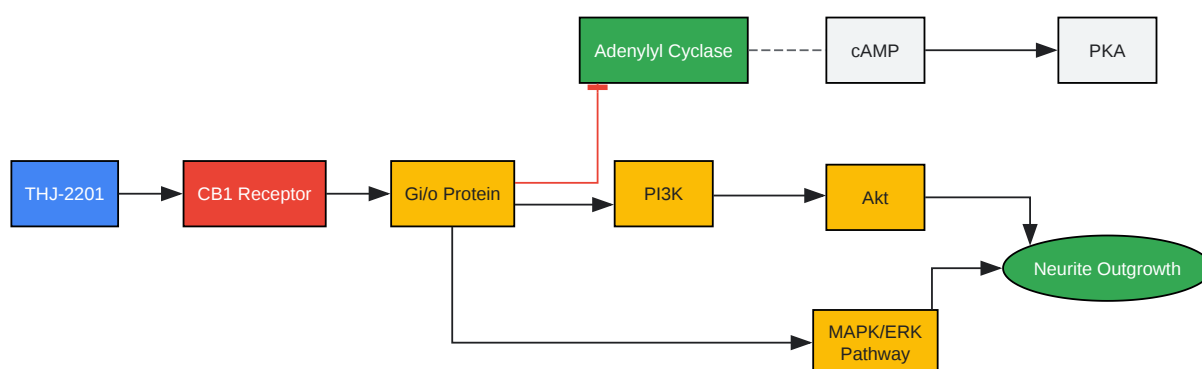 Adenylyl Cyclase
cAMP
PKA
THJ-2201
CB1 Receptor
Gi/o Protein
PI3K
Akt
Neurite Outgrowth
MAPK/ERK
Pathway